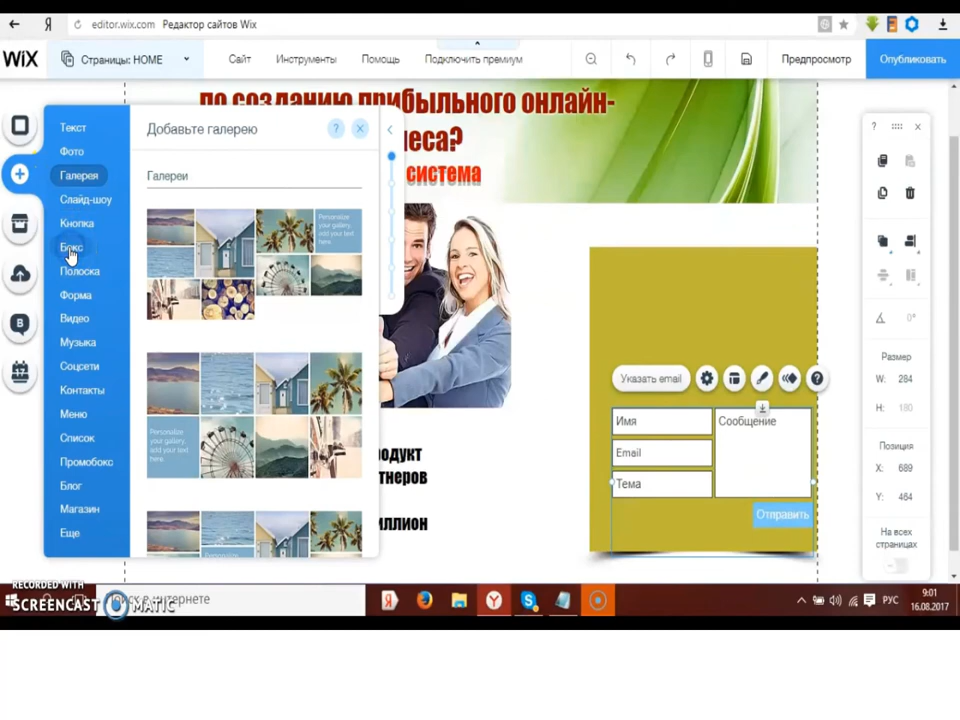 editor.wix.com Редактор сайтов Wix
WiX
Страницы: HOME
Сайт
Инструменты
Помощь
Подключить премиум
Предпросмотр
Опубликовать
по созданию прибыльного онлайн-
неса?
система
Текст
Фото
Галерея
Слайд-шоу
Кнопка
Бокс
Полоска
Форма
Видео
Музыка
Соцсети
Контакты
Меню
Список
Промобокс
Блог
Магазин
Еще
Добавьте галерею
Галереи
Personalize
your gallery,
add your text
here.
Personalize
your gallery,
add your text
here.
одукт
тнеров
иллион
Указать email
Имя
Email
Тема
Сообщение
Отправить
0°
Размер
W: 284
H: 180
Позиция
X: 689
Y: 464
На всех
страницах
RECORDED WITH
SCREENCAST MATIC
иск в интернете
РУС
9:01
16.08.2017